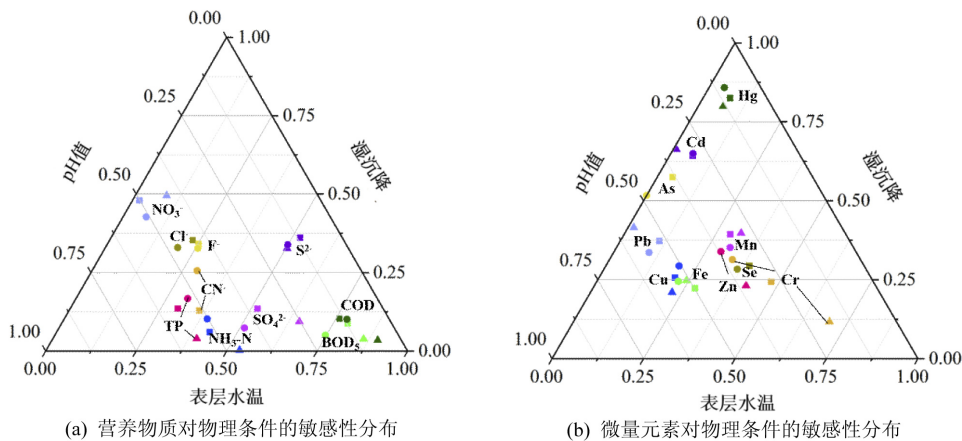 0.00
1.00
0.25
0.75
pH值
湿沉降
0.50
0.50
NO₃⁻
Cl⁻
F⁻
S²⁻
0.75
0.25
CN⁻
TP
SO₄²⁻
COD
NH₃-N
BOD₅
1.00
0.00
0.00
0.25
0.50
0.75
1.00
表层水温
(a) 营养物质对物理条件的敏感性分布
0.00
1.00
Hg
0.25
0.75
Cd
pH值
湿沉降
As
0.50
0.50
Pb
Mn
0.75
0.25
Cu
Fe
Se
Cr
Zn
1.00
0.00
0.00
0.25
0.50
0.75
1.00
表层水温
(b) 微量元素对物理条件的敏感性分布